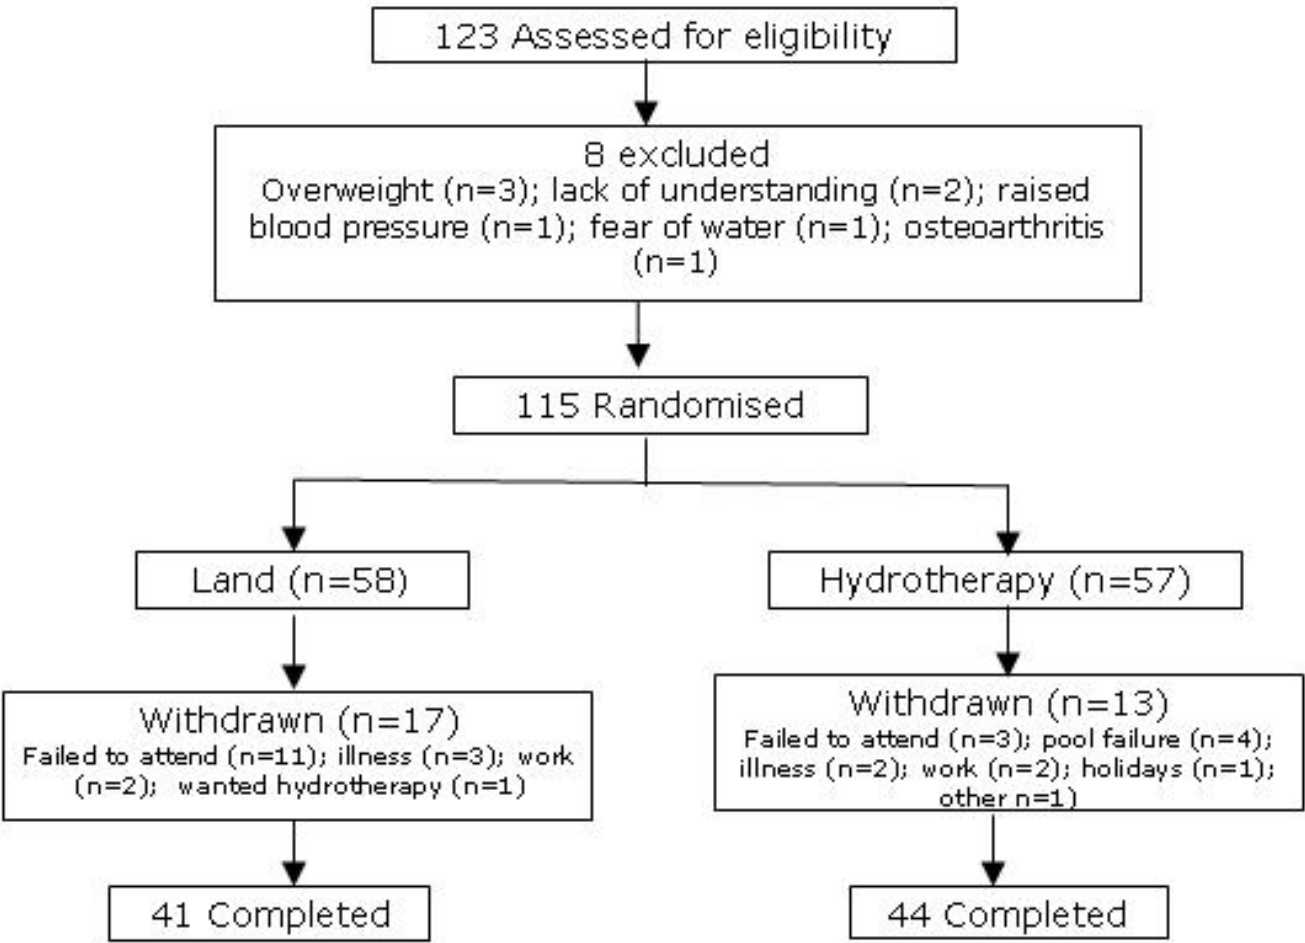 123 Assessed for eligibility
8 excluded
Overweight (n=3); lack of understanding (n=2); raised
blood pressure (n=1); fear of water (n=1); osteoarthritis
(n=1)
115 Randomised
Land (n=58)
Hydrotherapy (n=57)
Withdrawn (n=17)
Failed to attend (n=11); illness (n=3); work
(n=2); wanted hydrotherapy (n=1)
Withdrawn (n=13)
Failed to attend (n=3); pool failure (n=4);
illness (n=2); work (n=2); holidays (n=1);
other n=1)
41 Completed
44 Completed